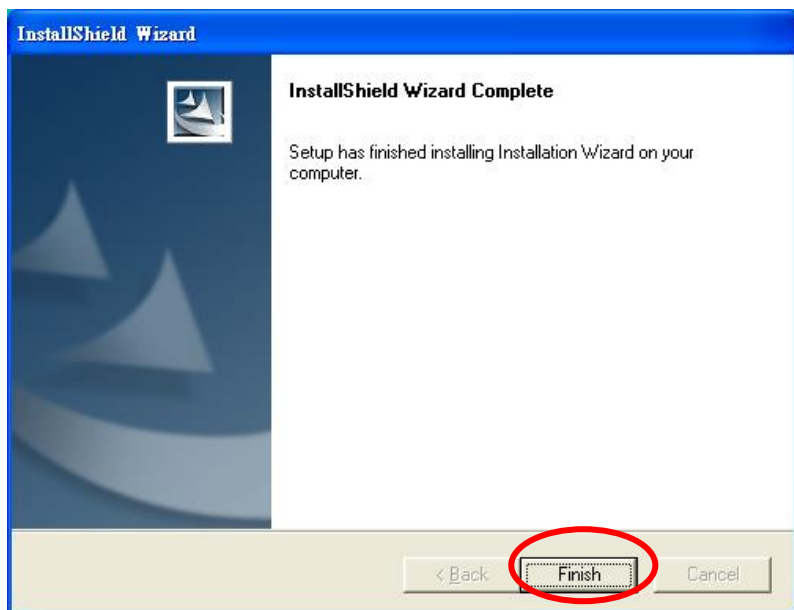 InstallShield Wizard
InstallShield Wizard Complete
Setup has finished installing Installation Wizard on your
computer.
< Back
Finish
Cancel